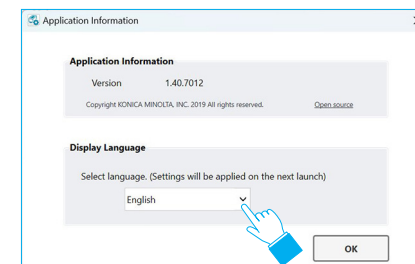 Application Information
Application Information
Version 1.40.7012
Copyright KONICA MINOLTA, INC. 2019 All rights reserved. Open source
Display Language
Select language. (Settings will be applied on the next launch)
English
OK